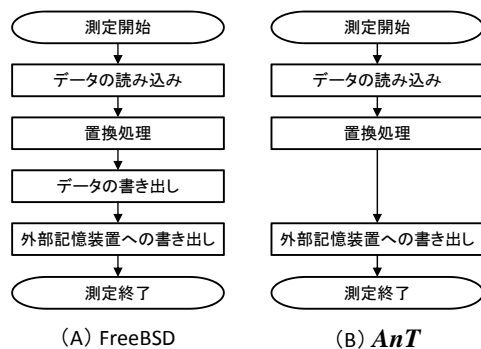 測定開始
データの読み込み
置換処理
データの書き出し
外部記憶装置への書き出し
測定終了
(A) FreeBSD
測定開始
データの読み込み
置換処理
外部記憶装置への書き出し
測定終了
(B) AnT